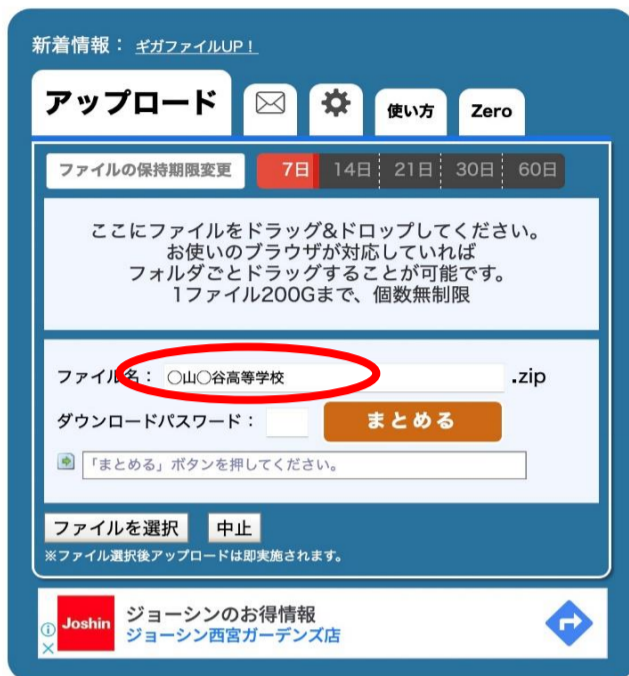 新着情報： ギガファイルUP！
アップロード
使い方
Zero
ファイルの保持期限変更
7日 14日 21日 30日 60日
ここにファイルをドラッグ&ドロップしてください。
お使いのブラウザが対応していれば
フォルダごとドラッグすることが可能です。
1ファイル200Gまで、個数無制限
ファイル名： ○山○谷高等学校 .zip
ダウンロードパスワード： まとめる
「まとめる」ボタンを押してください。
ファイルを選択 中止
※ファイル選択後アップロードは即実施されます。
Joshin
ジョーシンのお得情報
ジョーシン西宮ガーデンズ店